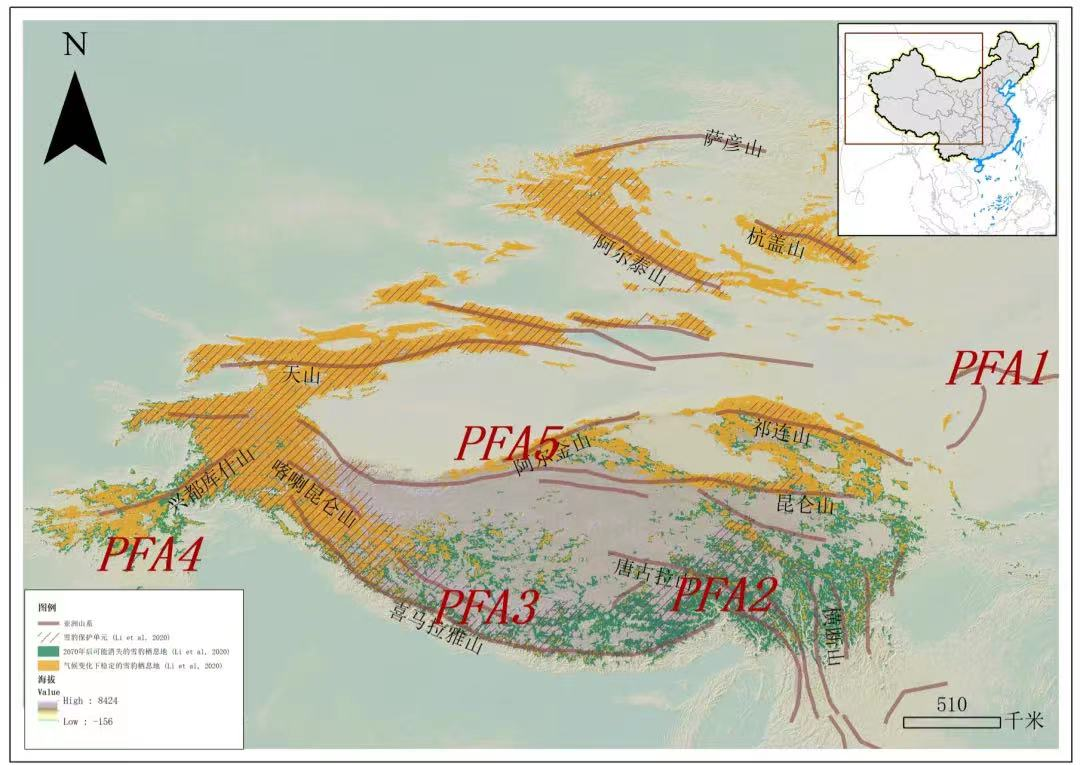 N
萨彦山
杭盖山
阿尔泰山
天山
PFA1
祁连山
PFA5
阿尔金山
兴都库什山
喀喇昆仑山
昆仑山
PFA4
唐古拉山
PFA2
PFA3
喜马拉雅山
横断山
图例
亚洲山系
雪豹保护单元 (Li et al, 2020)
2070年后可能消失的雪豹栖息地 (Li et al, 2020)
气候变化下稳定的雪豹栖息地 (Li et al, 2020)
海拔
Value
High : 8424
Low : -156
510
千米